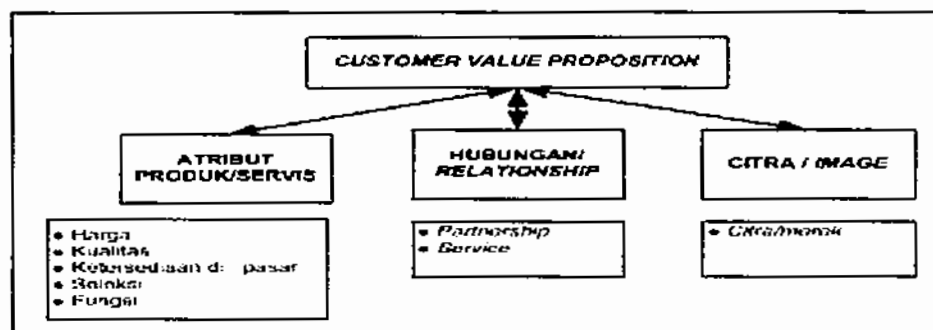 CUSTOMER VALUE PROPOSITION
ATRIBUT
PRODUK/SERVIS
HUBUNGAN/
RELATIONSHIP
CITRA / IMAGE
• Harga
• Kualitas
• Ketersediaan di pasar
• Seleksi
• Fungsi
• Partnership
• Service
• Citra/merek